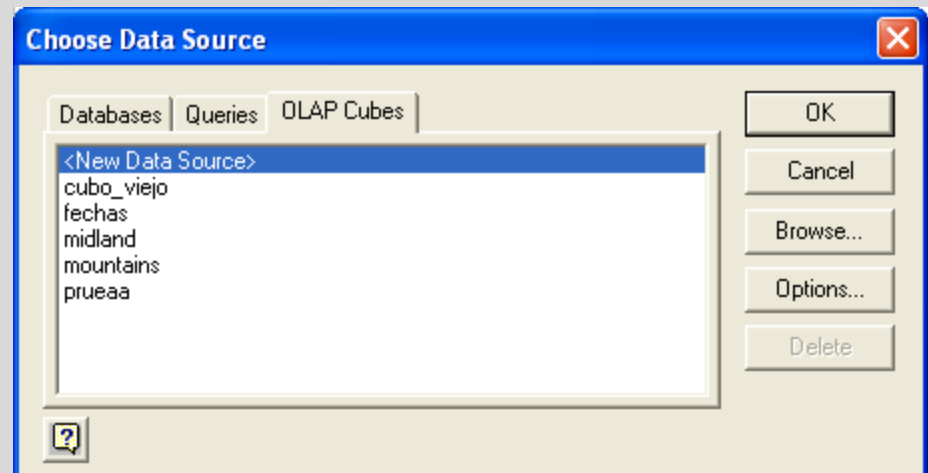 Choose Data Source
Databases Queries OLAP Cubes
<New Data Source>
cubo_viejo
fechas
midland
mountains
prueaa
OK
Cancel
Browse...
Options...
Delete
?